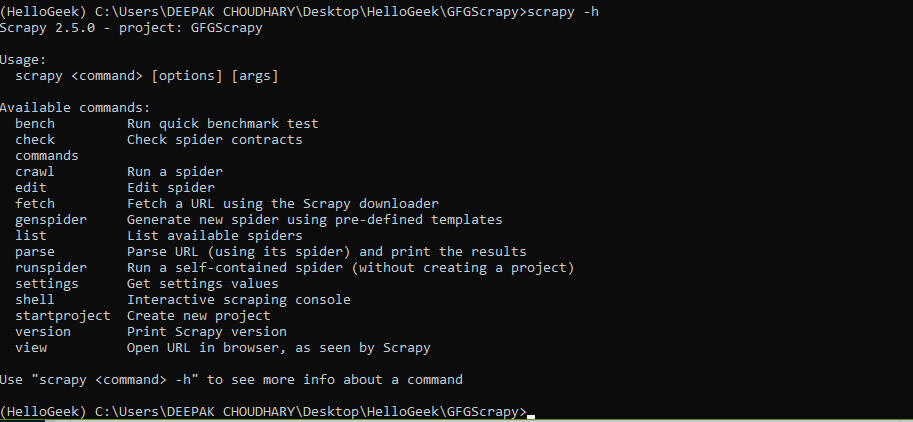 (HelloGeek) C:\Users\DEEPAK CHOUDHARY\Desktop\HelloGeek\GFGScrapy>scrapy -h
Scrapy 2.5.0 - project: GFGScrapy
Usage:
  scrapy <command> [options] [args]
Available commands:
  bench         Run quick benchmark test
  check         Check spider contracts
  commands
  crawl         Run a spider
  edit          Edit spider
  fetch         Fetch a URL using the Scrapy downloader
  genspider     Generate new spider using pre-defined templates
  list          List available spiders
  parse         Parse URL (using its spider) and print the results
  runspider     Run a self-contained spider (without creating a project)
  settings      Get settings values
  shell         Interactive scraping console
  startproject  Create new project
  version       Print Scrapy version
  view          Open URL in browser, as seen by Scrapy
Use "scrapy <command> -h" to see more info about a command
(HelloGeek) C:\Users\DEEPAK CHOUDHARY\Desktop\HelloGeek\GFGScrapy>